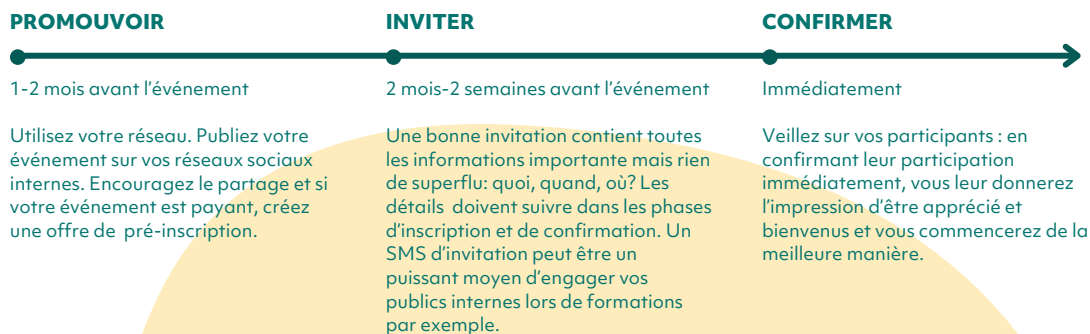 PROMOUVOIR
1-2 mois avant l'événement
Utilisez votre réseau. Publiez votre
événement sur vos réseaux sociaux
internes. Encouragez le partage et si
votre événement est payant, créez
une offre de  pré-inscription.
INVITER
2 mois-2 semaines avant l'événement
Une bonne invitation contient toutes
les informations importante mais rien
de superflu: quoi, quand, où? Les
détails  doivent suivre dans les phases
d'inscription et de confirmation. Un
SMS d'invitation peut être un
puissant moyen d'engager vos
publics internes lors de formations
par exemple.
CONFIRMER
Immédiatement
Veillez sur vos participants : en
confirmant leur participation
immédiatement, vous leur donnerez
l'impression d'être apprécié et
bienvenus et vous commencerez de la
meilleure manière.